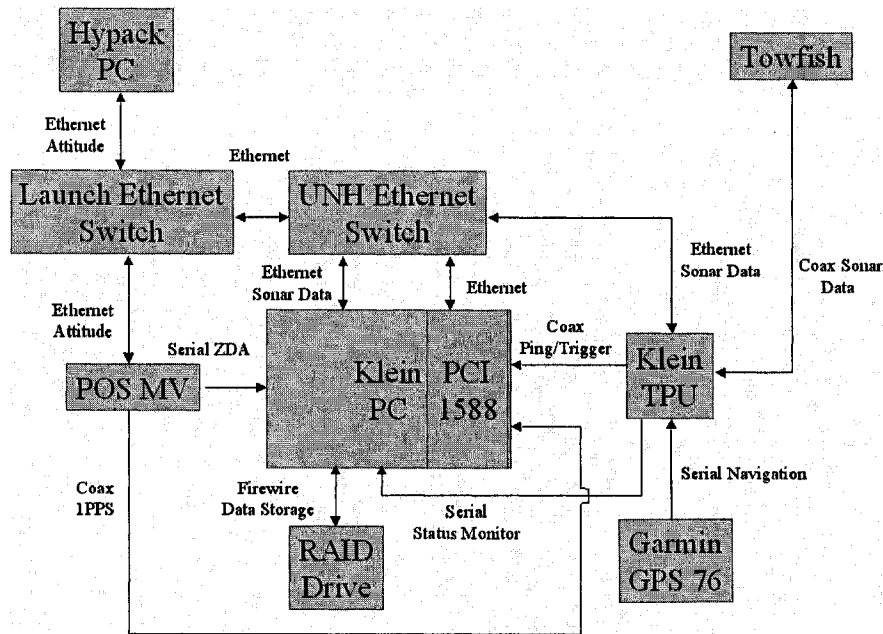 Hypack
PC
Towfish
Ethernet
Attitude
Ethernet
Launch Ethernet
Switch
UNH Ethernet
Switch
Ethernet
Sonar Data
Ethernet
Ethernet
Sonar Data
Coax Sonar
Data
Ethernet
Attitude
Serial ZDA
Coax
Ping/Trigger
POS MV
Klein
PC
PCI
1588
Klein
TPU
Coax
1PPS
Firewire
Data Storage
Serial
Status Monitor
Serial Navigation
RAID
Drive
Garmin
GPS 76